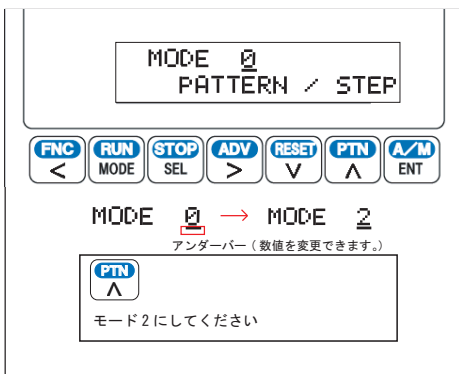 MODE 0
PATTERN / STEP
FNC RUN STOP ADV RESET PTN A/M
< MODE SEL > ∨ ∧ ENT
MODE 0 → MODE 2
アンダーバー(数値を変更できます。)
PTN
∧
モード2にしてください